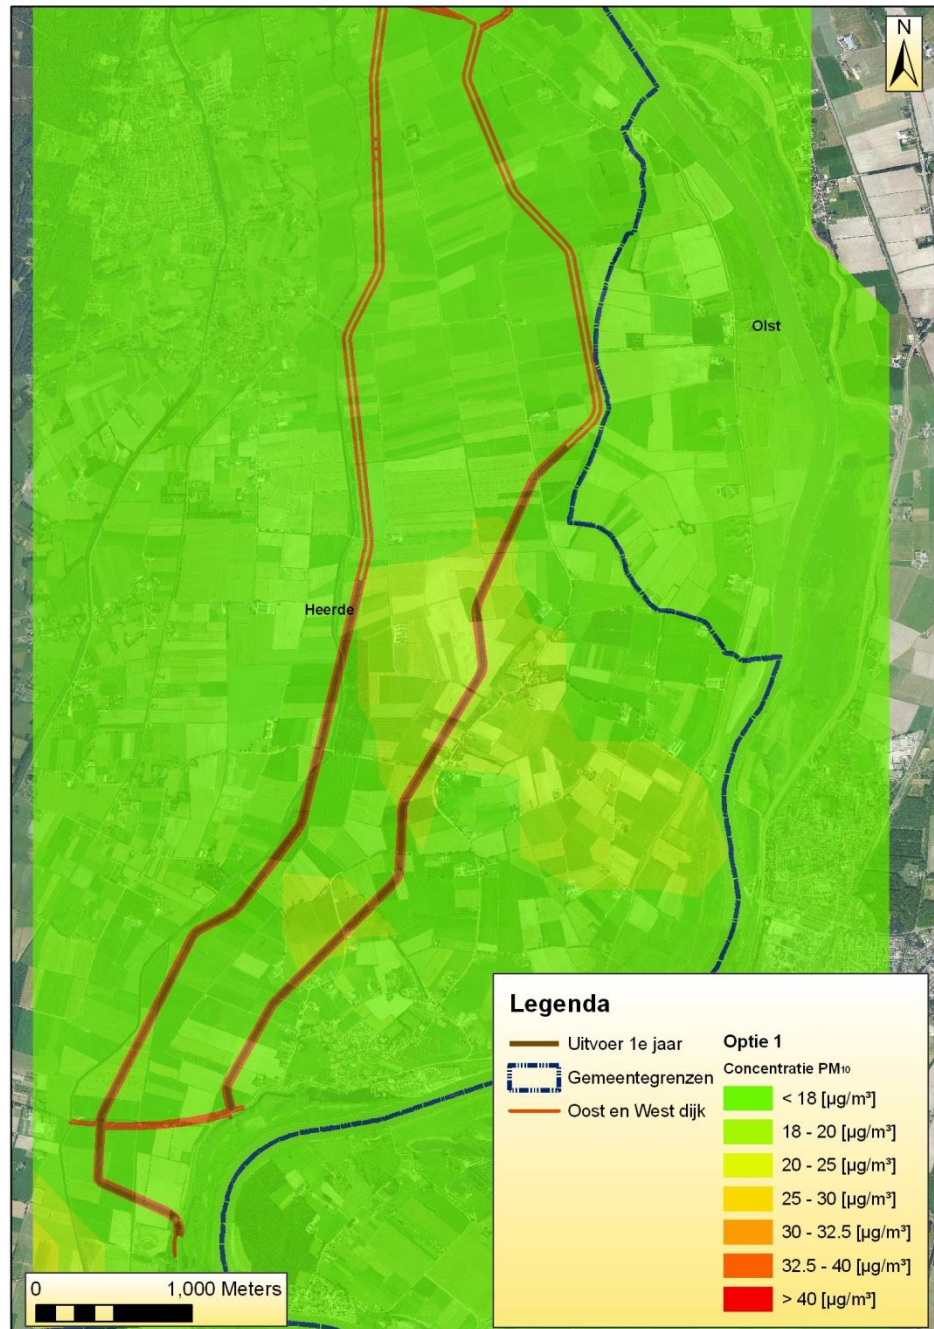 N
Olst
Heerde
Legenda
Uitvoer 1e jaar
Gemeentegrenzen
Oost en West dijk
Optie 1
Concentratie PM₁₀
< 18 [µg/m³]
18 - 20 [µg/m³]
20 - 25 [µg/m³]
25 - 30 [µg/m³]
30 - 32.5 [µg/m³]
32.5 - 40 [µg/m³]
> 40 [µg/m³]
0 1,000 Meters